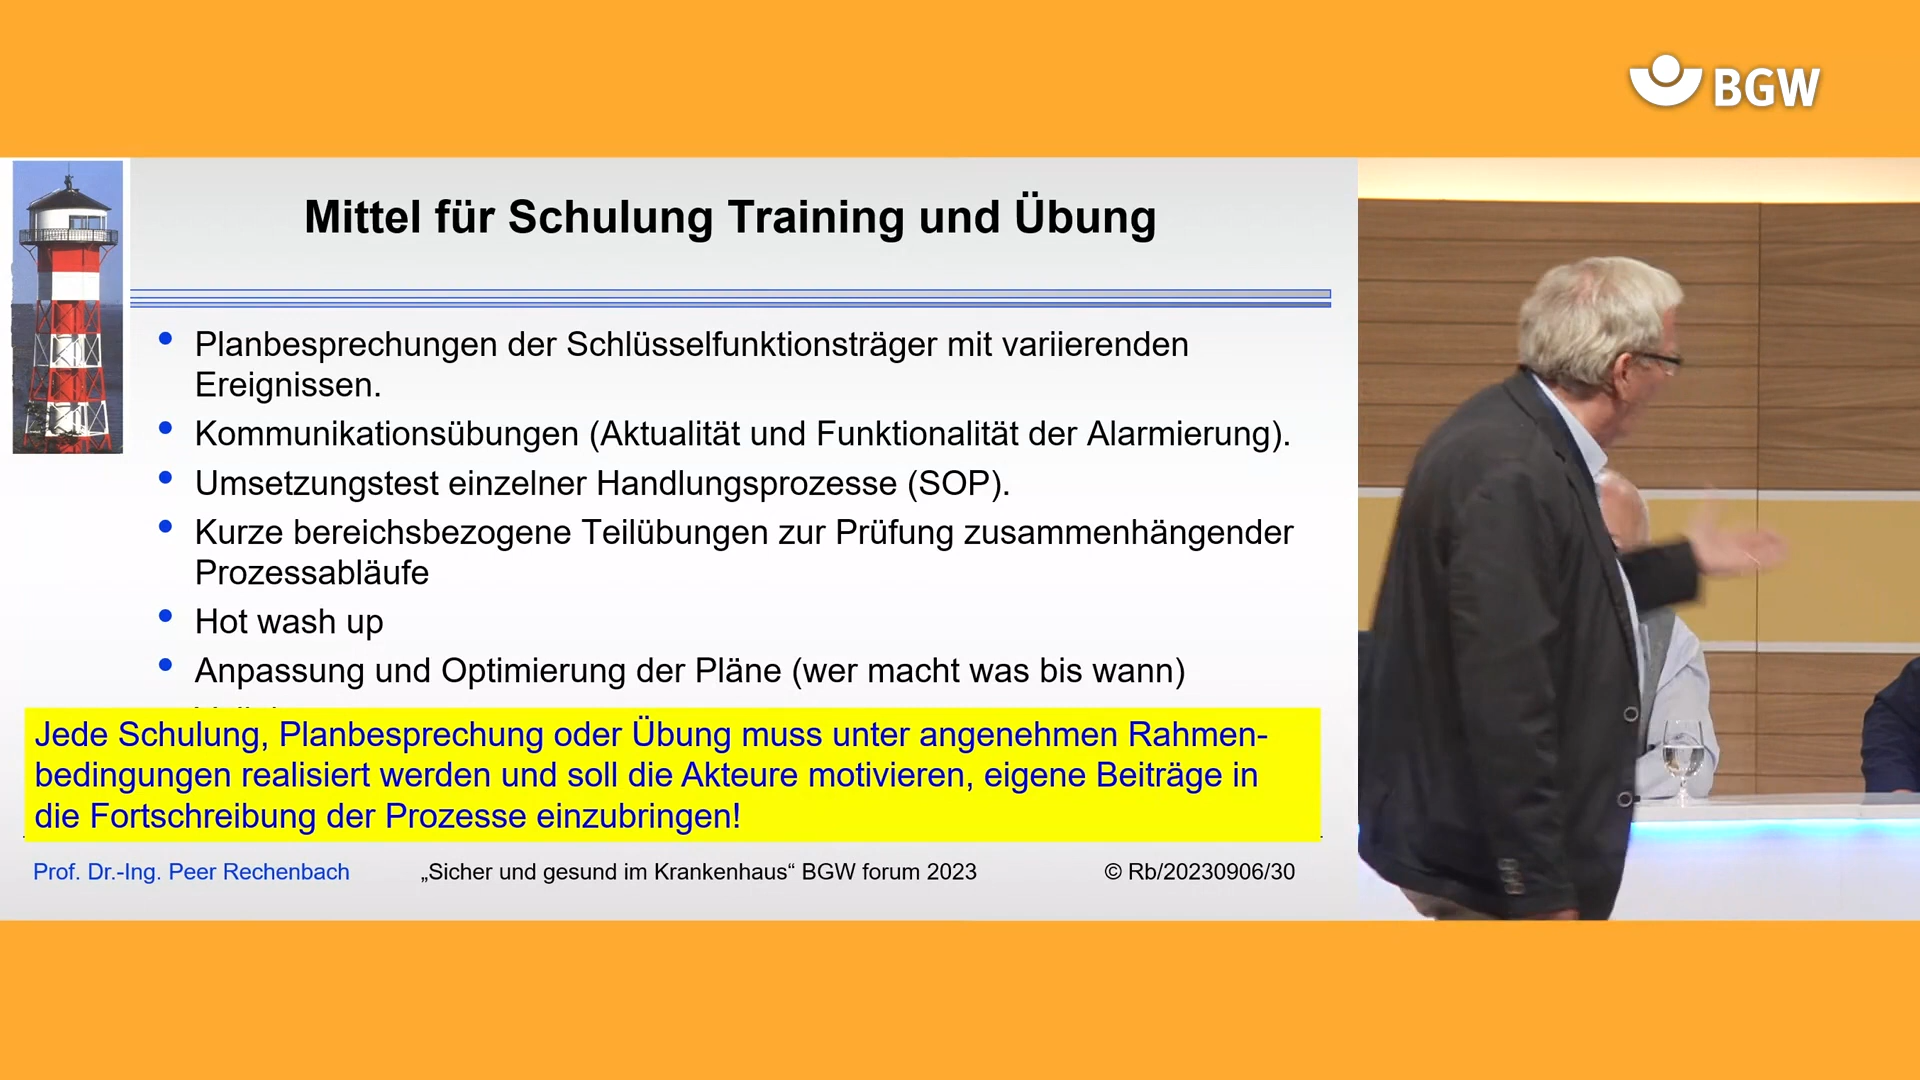 BGW
Mittel für Schulung Training und Übung
Planbesprechungen der Schlüsselfunktionsträger mit variierenden
Ereignissen.
Kommunikationsübungen (Aktualität und Funktionalität der Alarmierung).
Umsetzungstest einzelner Handlungsprozesse (SOP).
Kurze bereichsbezogene Teilübungen zur Prüfung zusammenhängender
Prozessabläufe
Hot wash up
Anpassung und Optimierung der Pläne (wer macht was bis wann)
Jede Schulung, Planbesprechung oder Übung muss unter angenehmen Rahmen-
bedingungen realisiert werden und soll die Akteure motivieren, eigene Beiträge in
die Fortschreibung der Prozesse einzubringen!
Prof. Dr.-Ing. Peer Rechenbach
„Sicher und gesund im Krankenhaus“ BGW forum 2023
© Rb/20230906/30